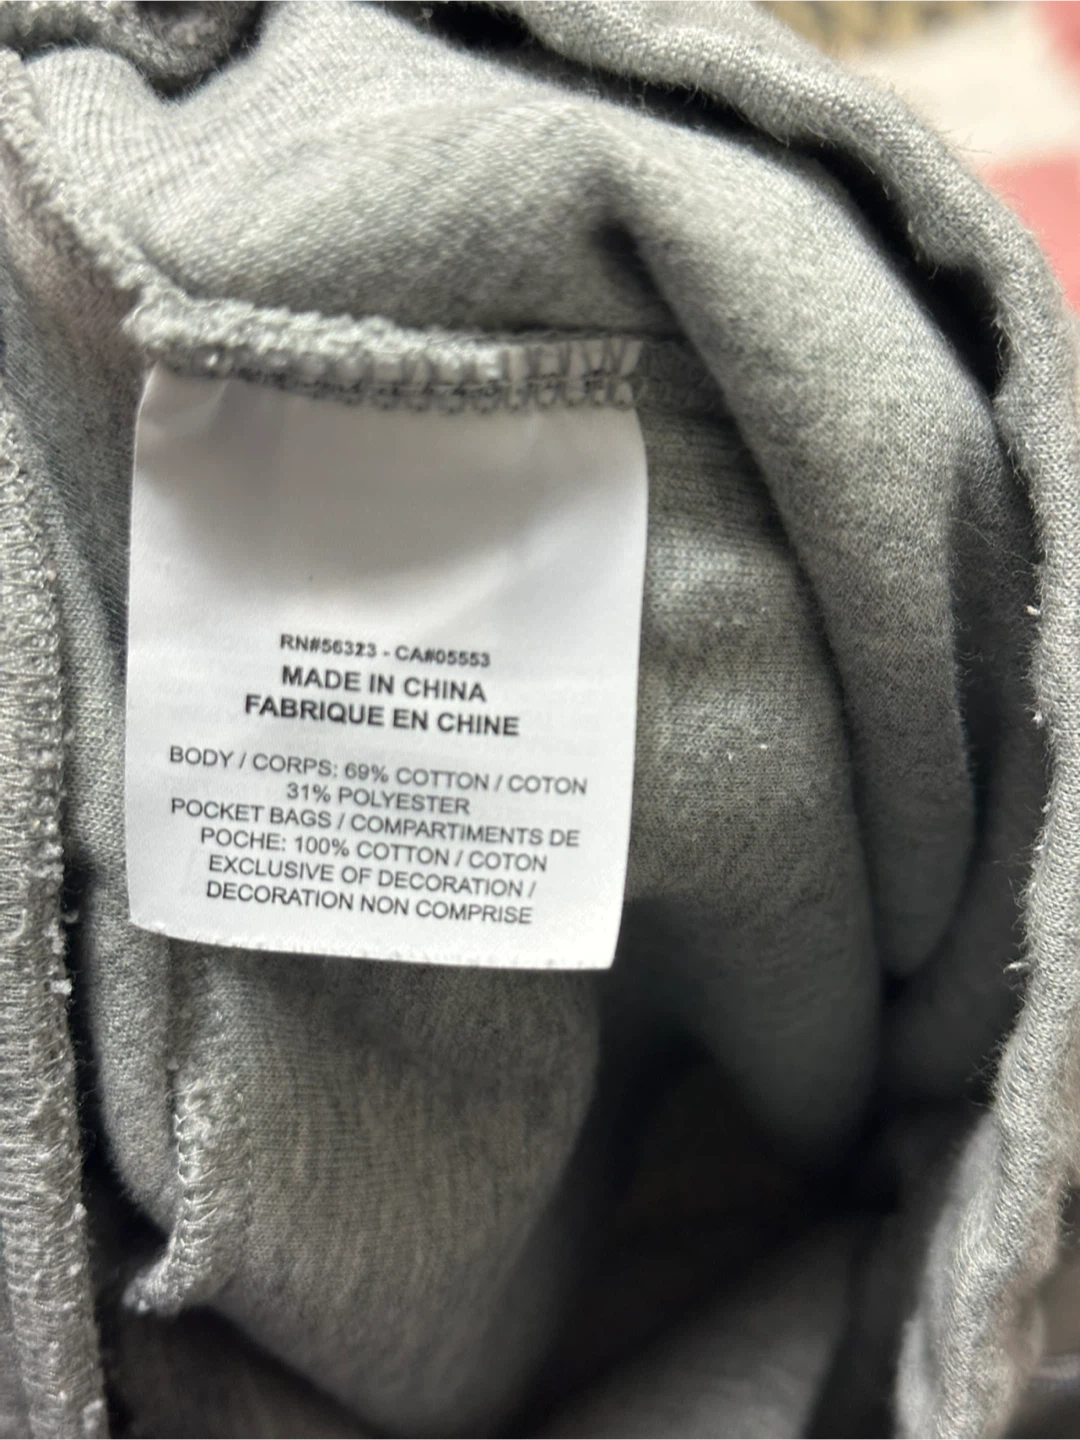 RN#56323 - CA#05553
MADE IN CHINA
FABRIQUE EN CHINE
BODY / CORPS: 69% COTTON / COTON
31% POLYESTER
POCKET BAGS / COMPARTIMENTS DE
POCHE: 100% COTTON / COTON
EXCLUSIVE OF DECORATION /
DECORATION NON COMPRISE